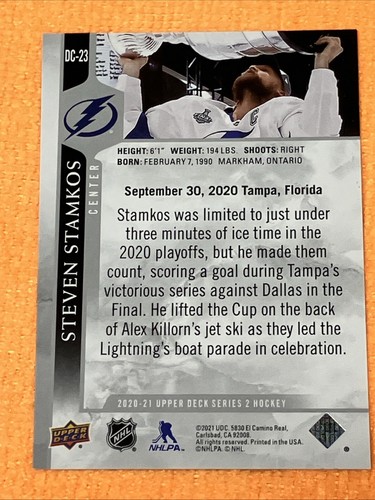 DC-23
STEVEN STAMKOS
CENTER
HEIGHT: 6'1" WEIGHT: 194 LBS. SHOOTS: RIGHT
BORN: FEBRUARY 7, 1990 MARKHAM, ONTARIO
September 30, 2020 Tampa, Florida
Stamkos was limited to just under
three minutes of ice time in the
2020 playoffs, but he made them
count, scoring a goal during Tampa's
victorious series against Dallas in the
Final. He lifted the Cup on the back
of Alex Killorn's jet ski as they led the
Lightning's boat parade in celebration.
2020-21 UPPER DECK SERIES 2 HOCKEY
UPPER DECK
NHL
NHLPA
©2021 UDC. 5830 El Camino Real,
Carlsbad, CA 92008.
All rights reserved. Printed in the USA.
©NHLPA. © NHL.